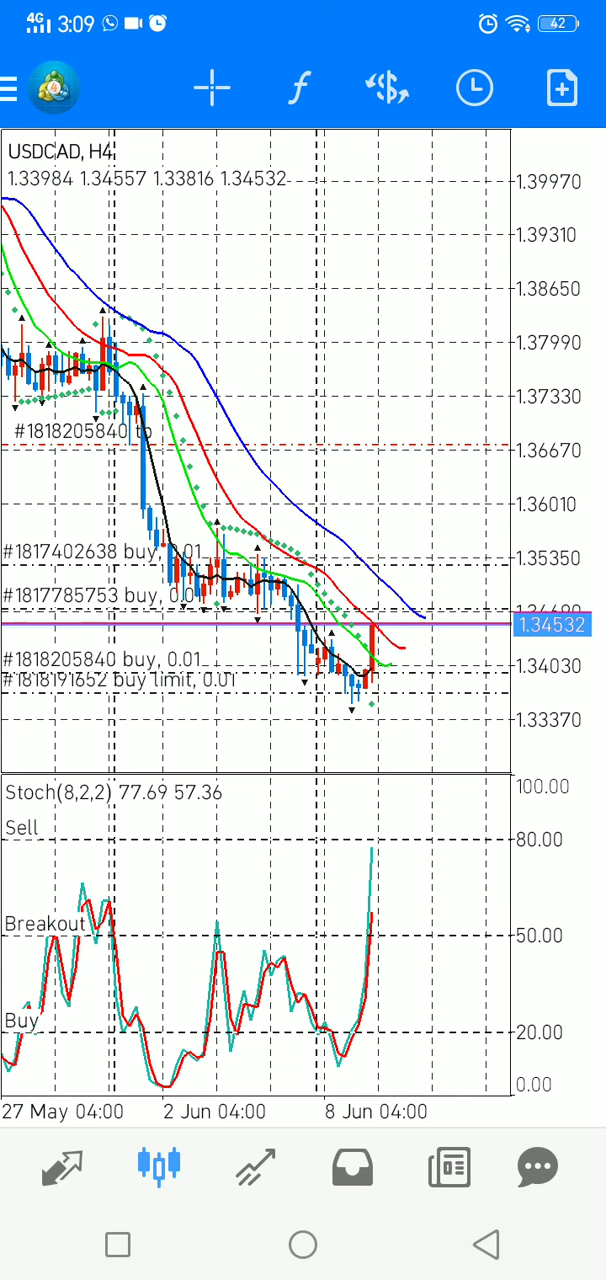 4G 3:09 42
USDCAD, H4
1.33984 1.34557 1.33816 1.34532
1.39970
1.39310
1.38650
1.37990
1.37330
#1818205840 tp
1.36670
1.36010
#1817402638 buy, 0.01
1.35350
#1817785753 buy, 0.0
1.34690
1.34532
#1818205840 buy, 0.01
1.34030
#1818191652 buy limit, 0.01
1.33370
Stoch(8,2,2) 77.69 57.36
100.00
Sell
80.00
Breakout
50.00
Buy
20.00
0.00
27 May 04:00 2 Jun 04:00 8 Jun 04:00